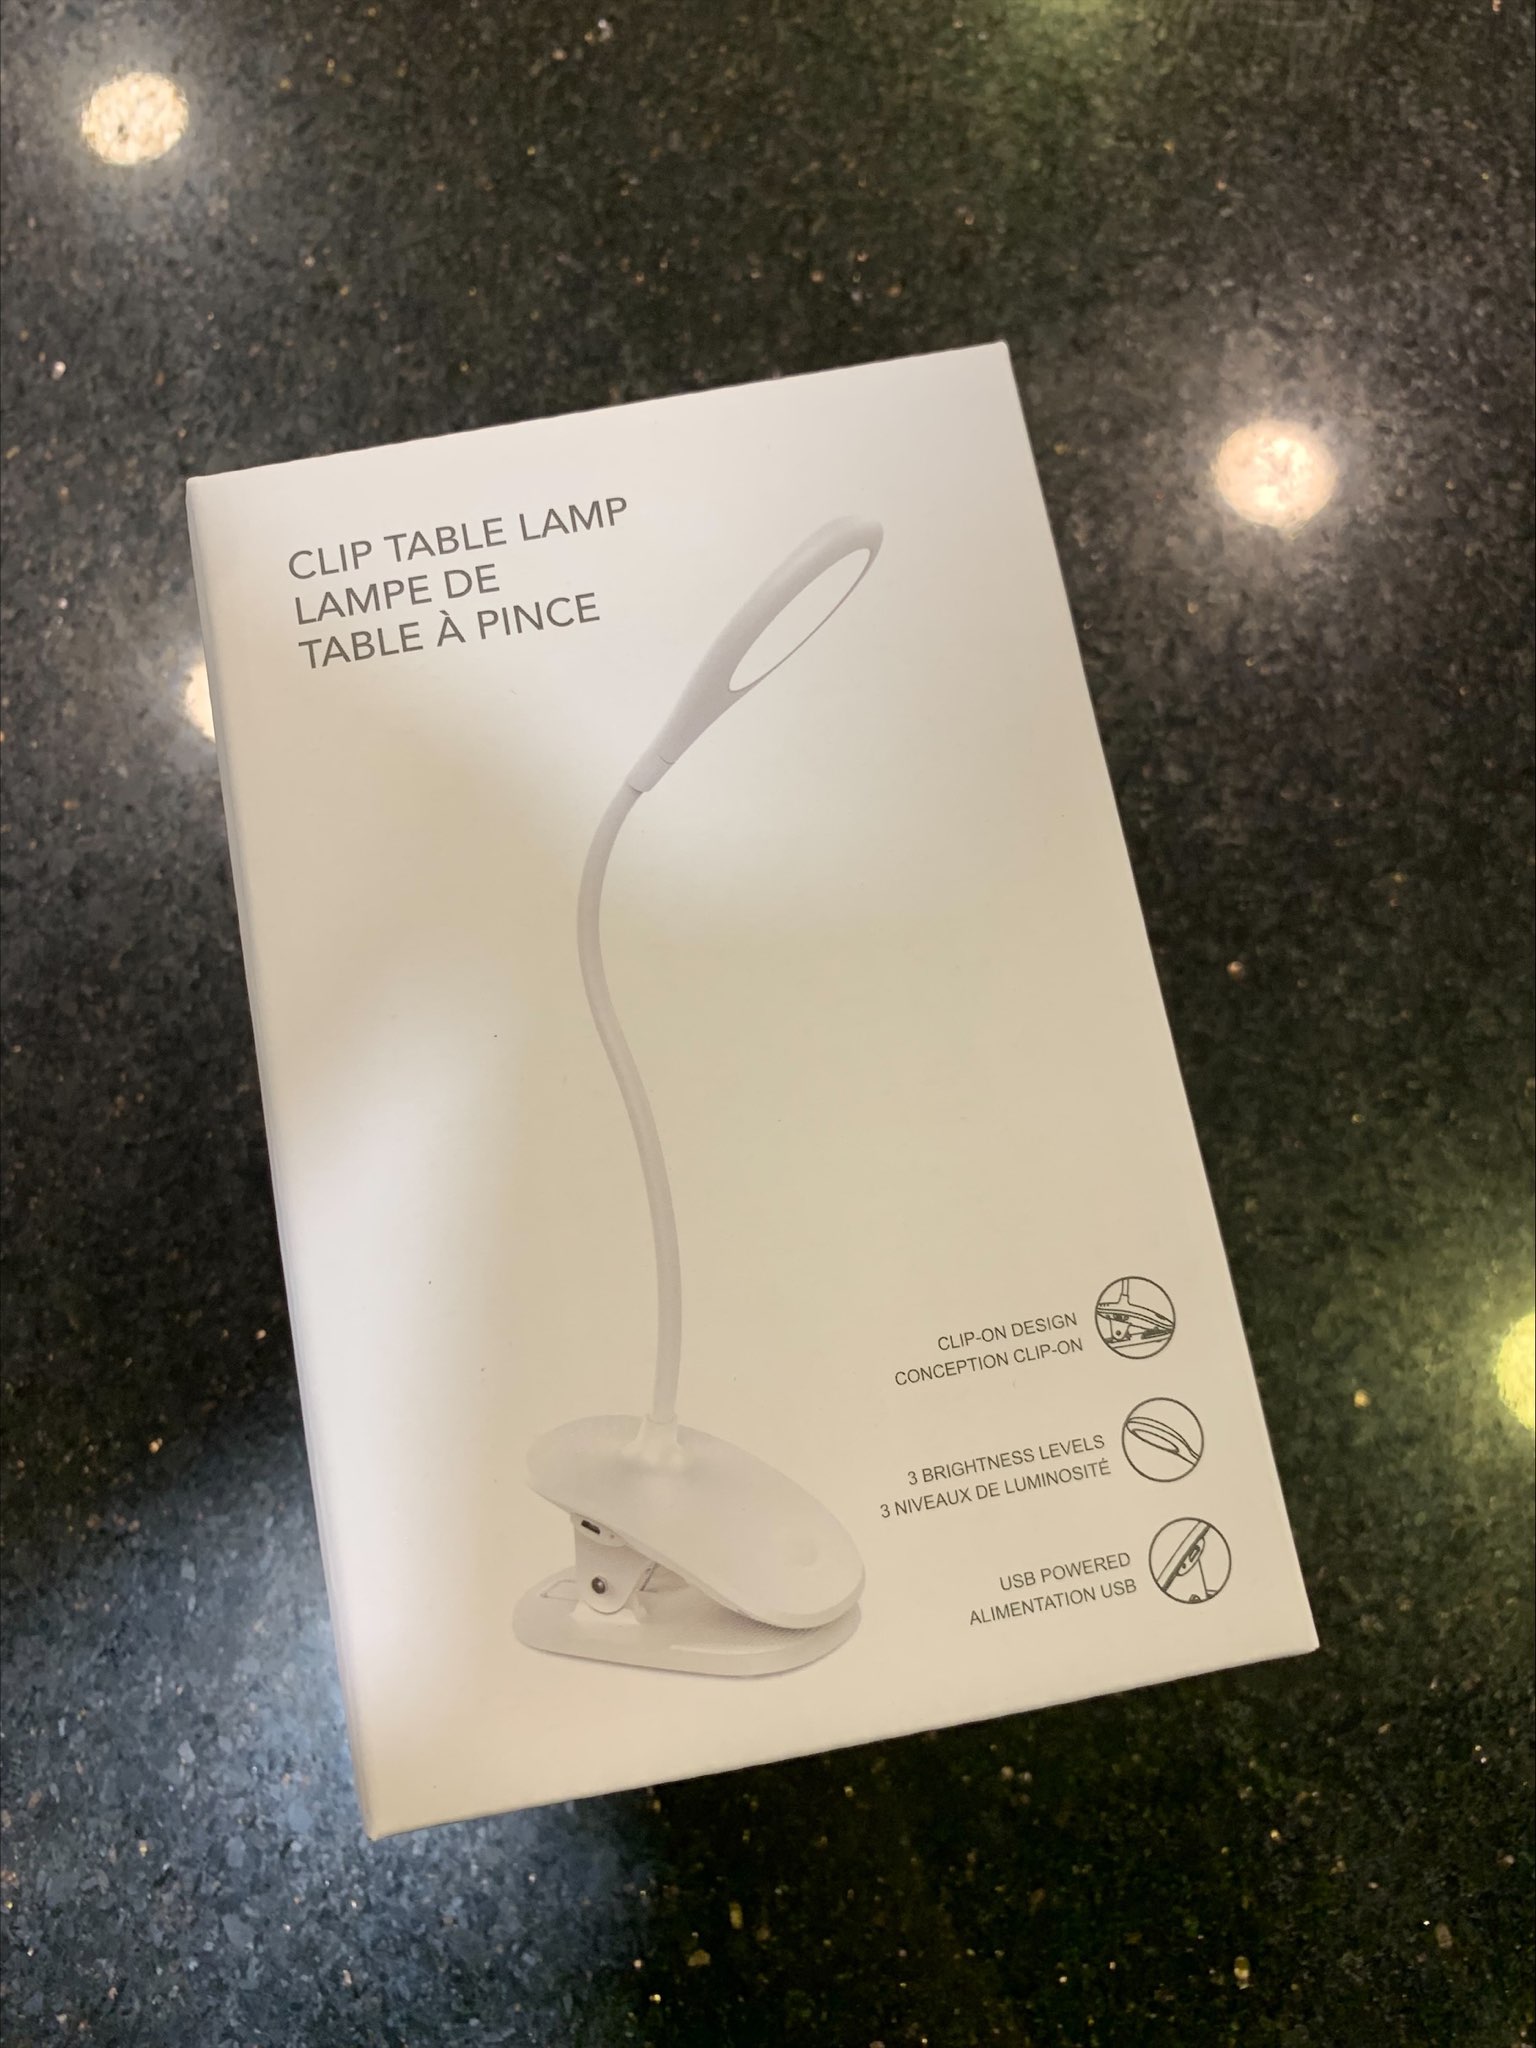 CLIP TABLE LAMP
LAMPE DE
TABLE À PINCE
CLIP-ON DESIGN
CONCEPTION CLIP-ON
3 BRIGHTNESS LEVELS
3 NIVEAUX DE LUMINOSITÉ
USB POWERED
ALIMENTATION USB